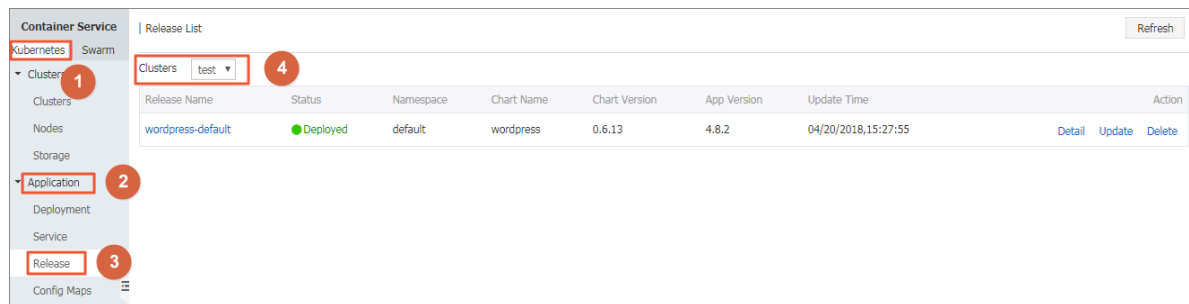 Container Service
Release List
Refresh
Kubernetes Swarm
1
Clusters test
4
Clusters
Release Name Status Namespace Chart Name Chart Version App Version Update Time Action
Clusters
wordpress-default Deployed default wordpress 0.6.13 4.8.2 04/20/2018,15:27:55 Detail Update Delete
Nodes
Storage
Application
2
Deployment
Service
Release
3
Config Maps